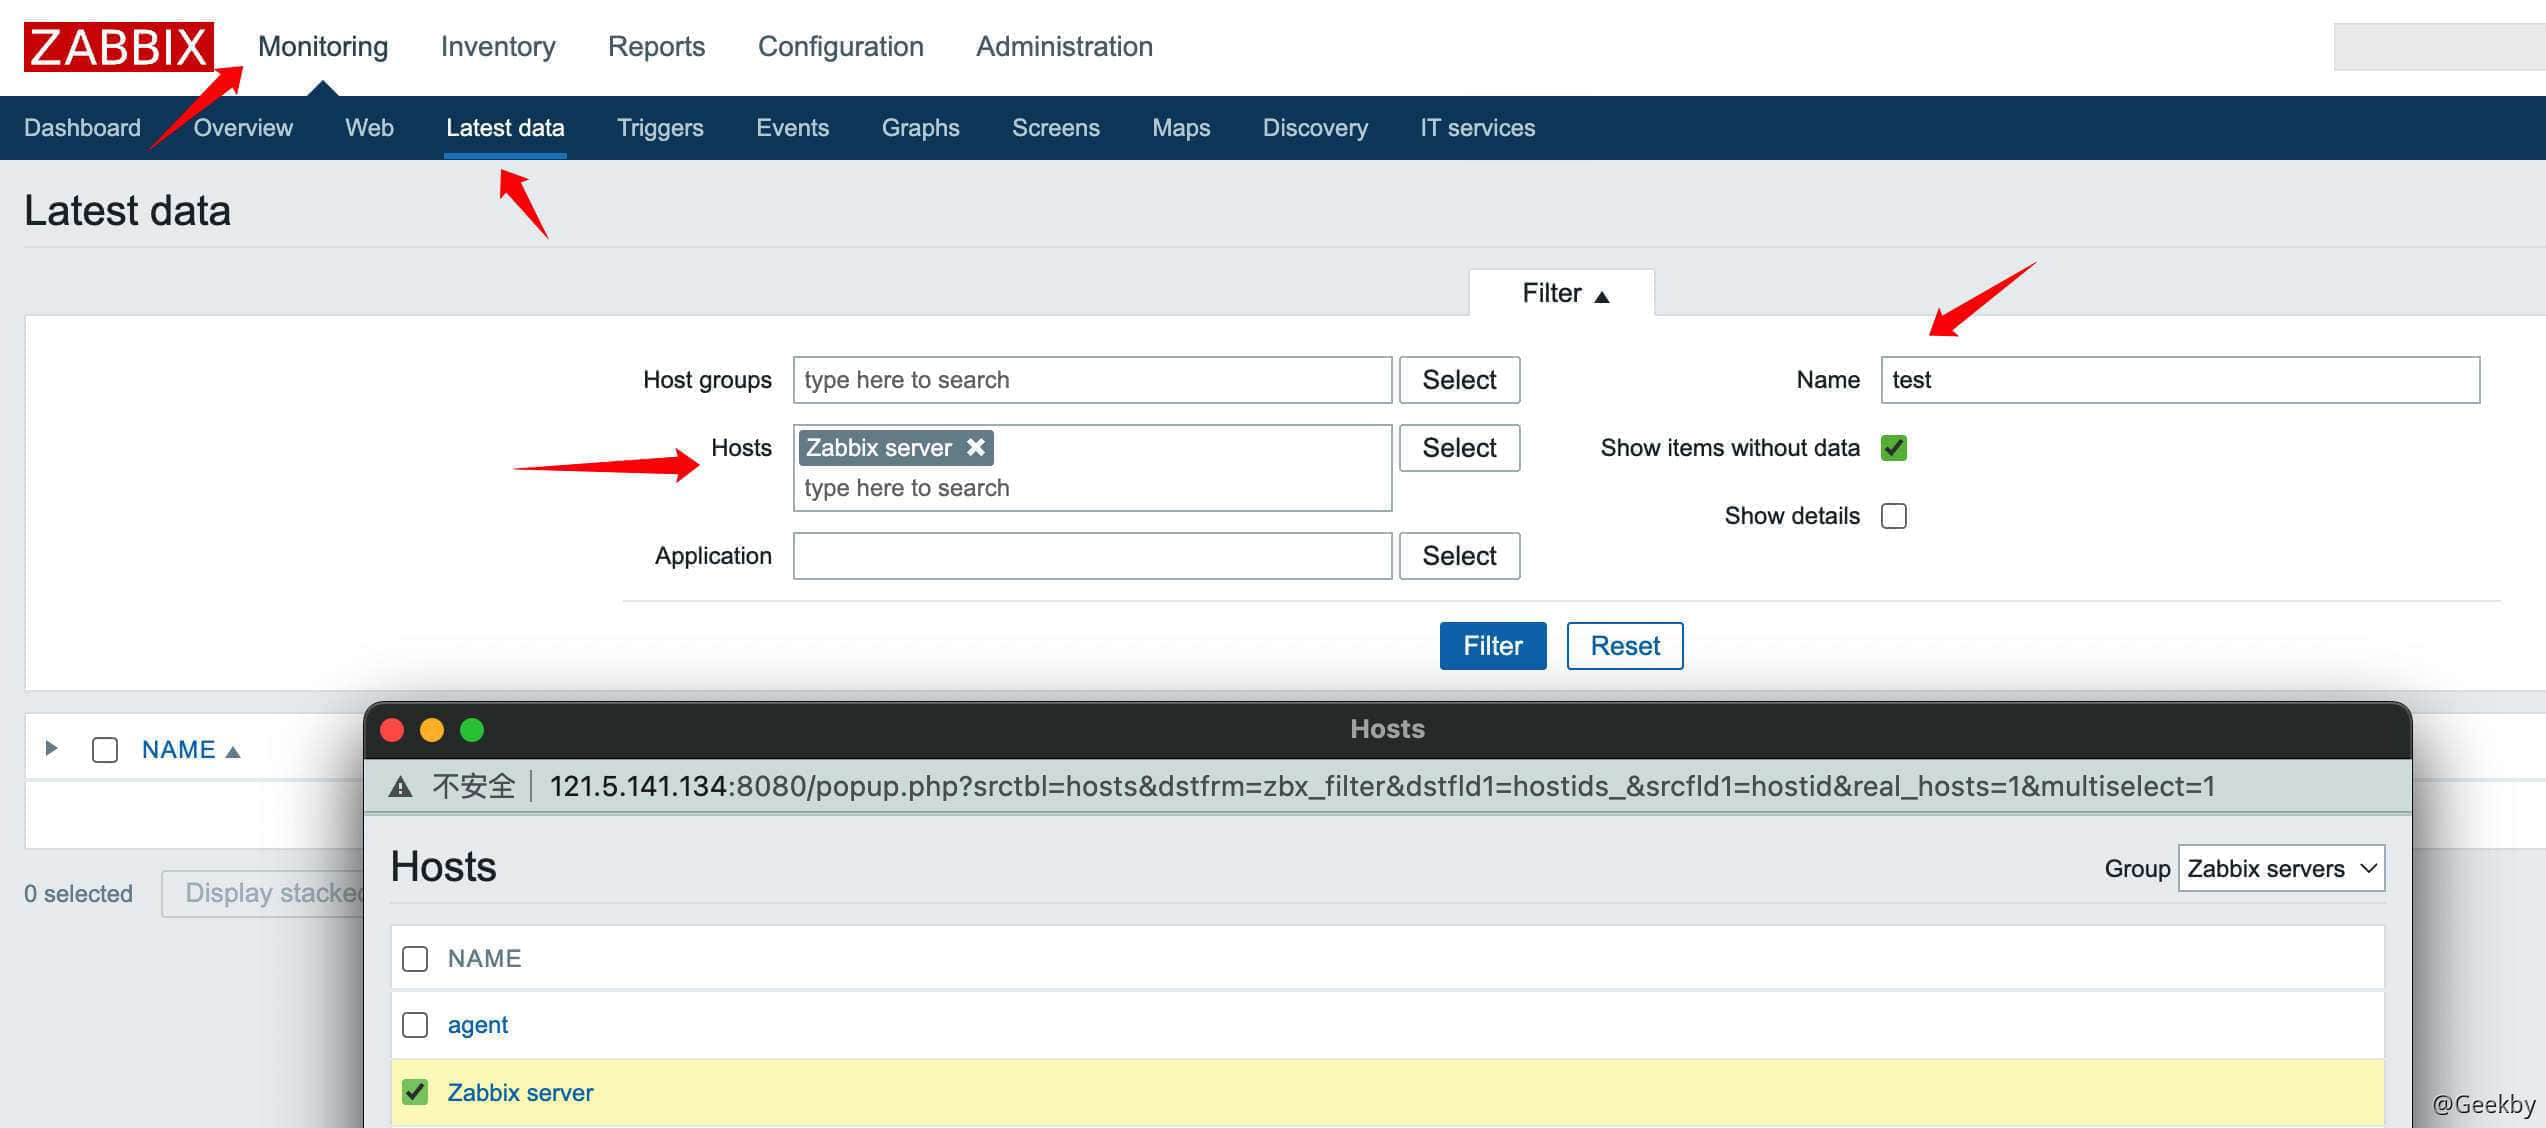 ZABBIX Monitoring Inventory Reports Configuration Administration
Dashboard Overview Web Latest data Triggers Events Graphs Screens Maps Discovery IT services
Latest data
Filter ▲
Host groups type here to search Select Name test
Hosts Zabbix server ✖ Select Show items without data
type here to search
Show details
Application Select
Filter Reset
Hosts
NAME ▲
不安全 121.5.141.134:8080/popup.php?srctbl=hosts&dstfrm=zbx_filter&dstfld1=hostids_&srcfld1=hostid&real_hosts=1&multiselect=1
Hosts Group Zabbix servers
0 selected Display stacked
NAME
agent
Zabbix server
@Geekby